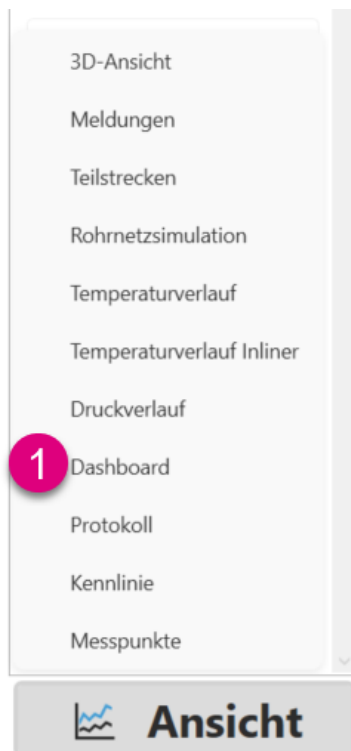 3D-Ansicht
Meldungen
Teilstrecken
Rohrnetzsimulation
Temperaturverlauf
Temperaturverlauf Inliner
Druckverlauf
1 Dashboard
Protokoll
Kennlinie
Messpunkte
Ansicht